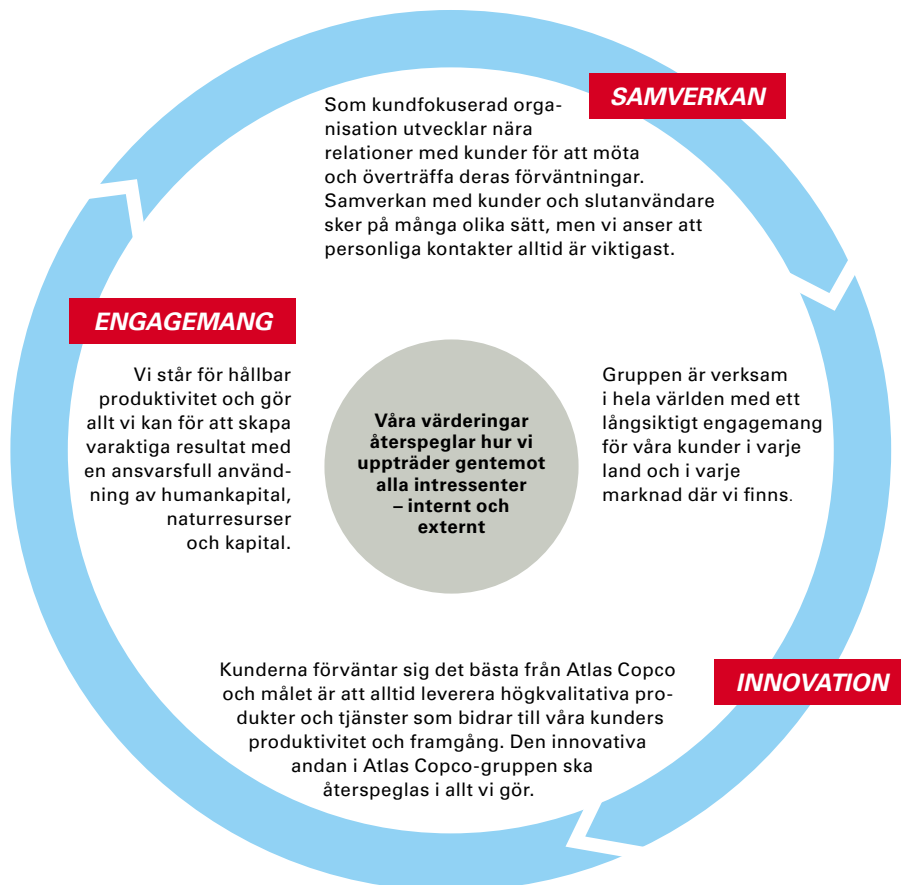 SAMVERKAN
Som kundfokuserad orga-
nisation utvecklar nära
relationer med kunder för att möta
och överträffa deras förväntningar.
Samverkan med kunder och slutanvändare
sker på många olika sätt, men vi anser att
personliga kontakter alltid är viktigast.
ENGAGEMANG
Vi står för hållbar
produktivitet och gör
allt vi kan för att skapa
varaktiga resultat med
en ansvarsfull använd-
ning av humankapital,
naturresurser
och kapital.
Våra värderingar
återspeglar hur vi
uppträder gentemot
alla intressenter
– internt och
externt
Gruppen är verksam
i hela världen med ett
långsiktigt engagemang
för våra kunder i varje
land och i varje
marknad där vi finns.
INNOVATION
Kunderna förväntar sig det bästa från Atlas Copco
och målet är att alltid leverera högkvalitativa pro-
dukter och tjänster som bidrar till våra kunders
produktivitet och framgång. Den innovativa
andan i Atlas Copco-gruppen ska
återspeglas i allt vi gör.